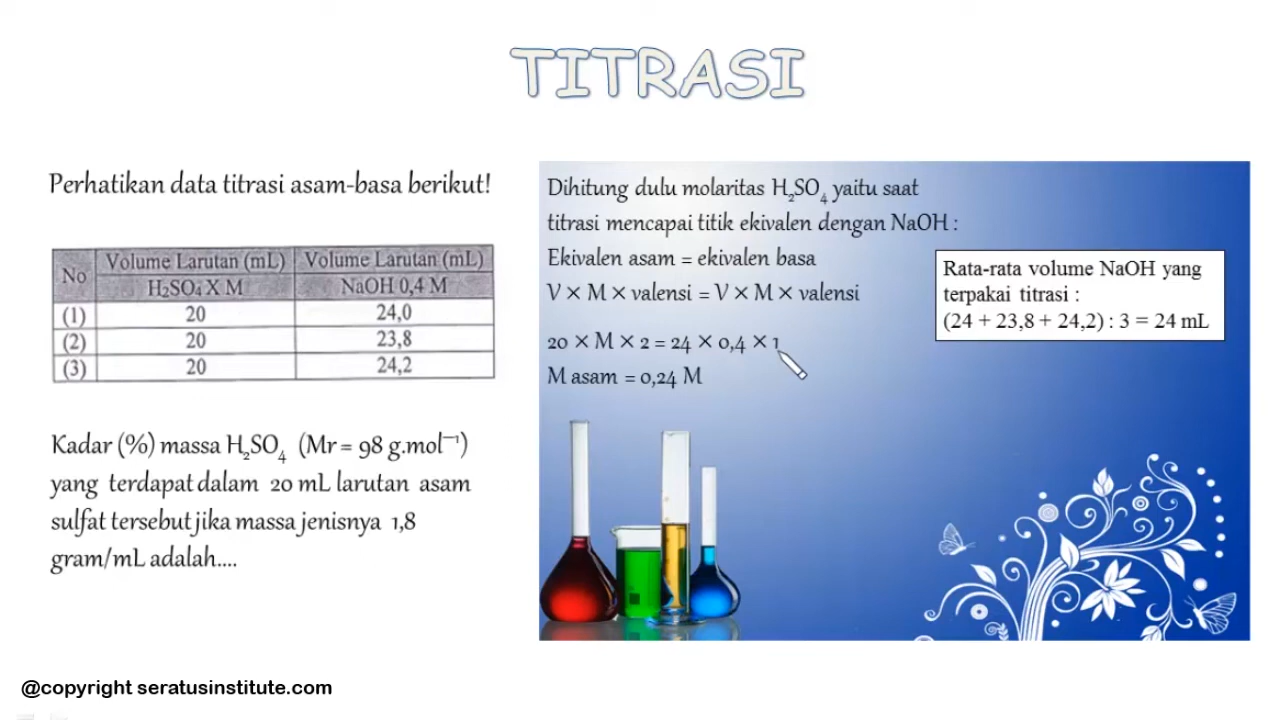 TITRASI
Perhatikan data titrasi asam-basa berikut!
No
Volume Larutan (mL) Volume Larutan (mL)
H₂SO₄ X M NaOH 0,4 M
(1) 20 24,0
(2) 20 23,8
(3) 20 24,2
Kadar (%) massa H₂SO₄ (Mr = 98 g.mol⁻¹)
yang terdapat dalam 20 mL larutan asam
sulfat tersebut jika massa jenisnya 1,8
gram/mL adalah....
Dihitung dulu molaritas H₂SO₄ yaitu saat
titrasi mencapai titik ekivalen dengan NaOH :
Ekivalen asam = ekivalen basa
V × M × valensi = V × M × valensi
20 × M × 2 = 24 × 0,4 × 1
M asam = 0,24 M
Rata-rata volume NaOH yang
terpakai titrasi :
(24 + 23,8 + 24,2) : 3 = 24 mL
@copyright seratusinstitute.com